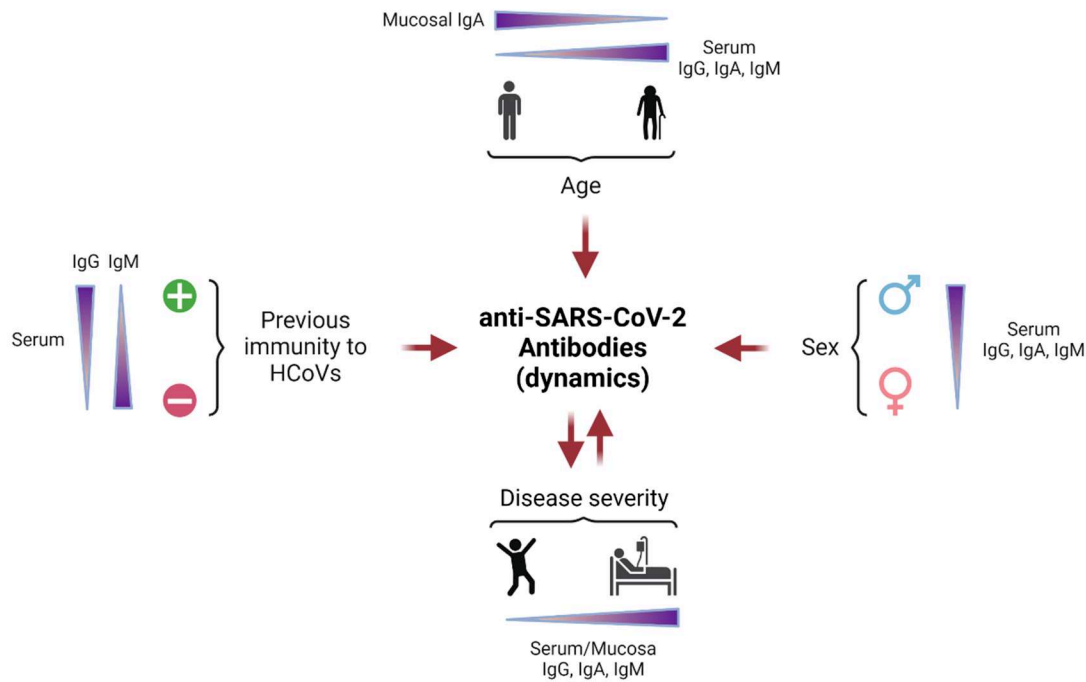 Mucosal IgA
Serum
IgG, IgA, IgM
Age
IgG IgM
Serum
Previous
immunity to
HCoVs
anti-SARS-CoV-2
Antibodies
(dynamics)
Sex
Serum
IgG, IgA, IgM
Disease severity
Serum/Mucosa
IgG, IgA, IgM